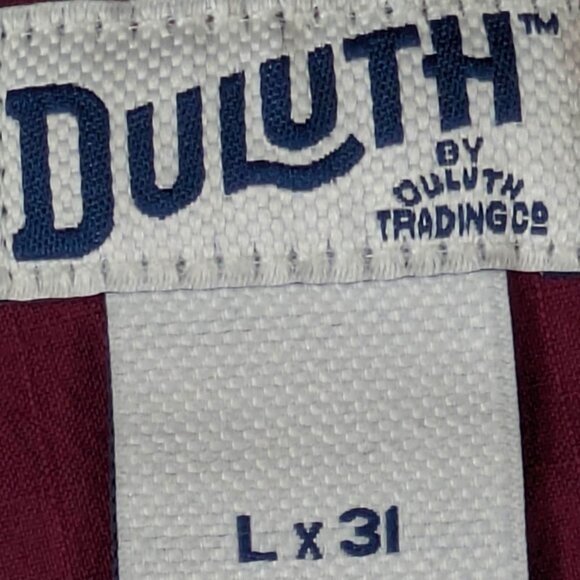 DULUTH™
BY
DULUTH
TRADING CO
L x 31